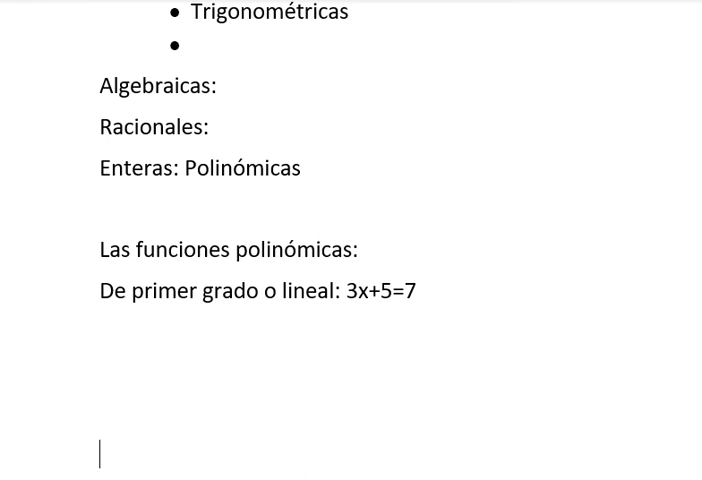 • Trigonométricas
•
Algebraicas:
Racionales:
Enteras: Polinómicas
Las funciones polinómicas:
De primer grado o lineal: 3x+5=7